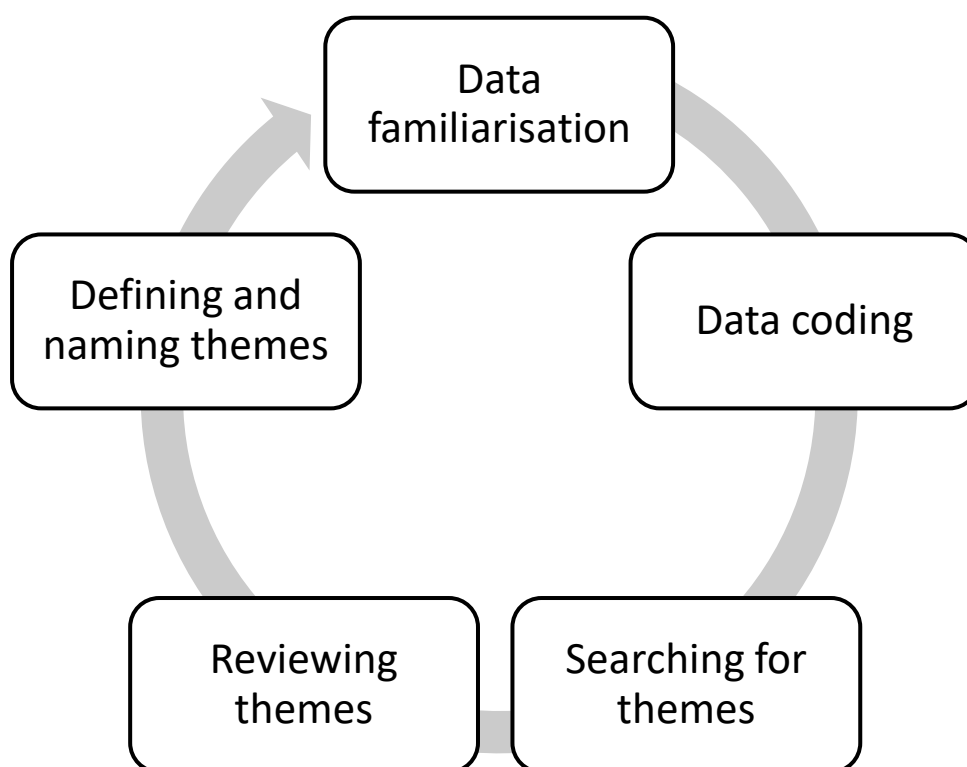 Data
familiarisation
Data coding
Searching for
themes
Reviewing
themes
Defining and
naming themes